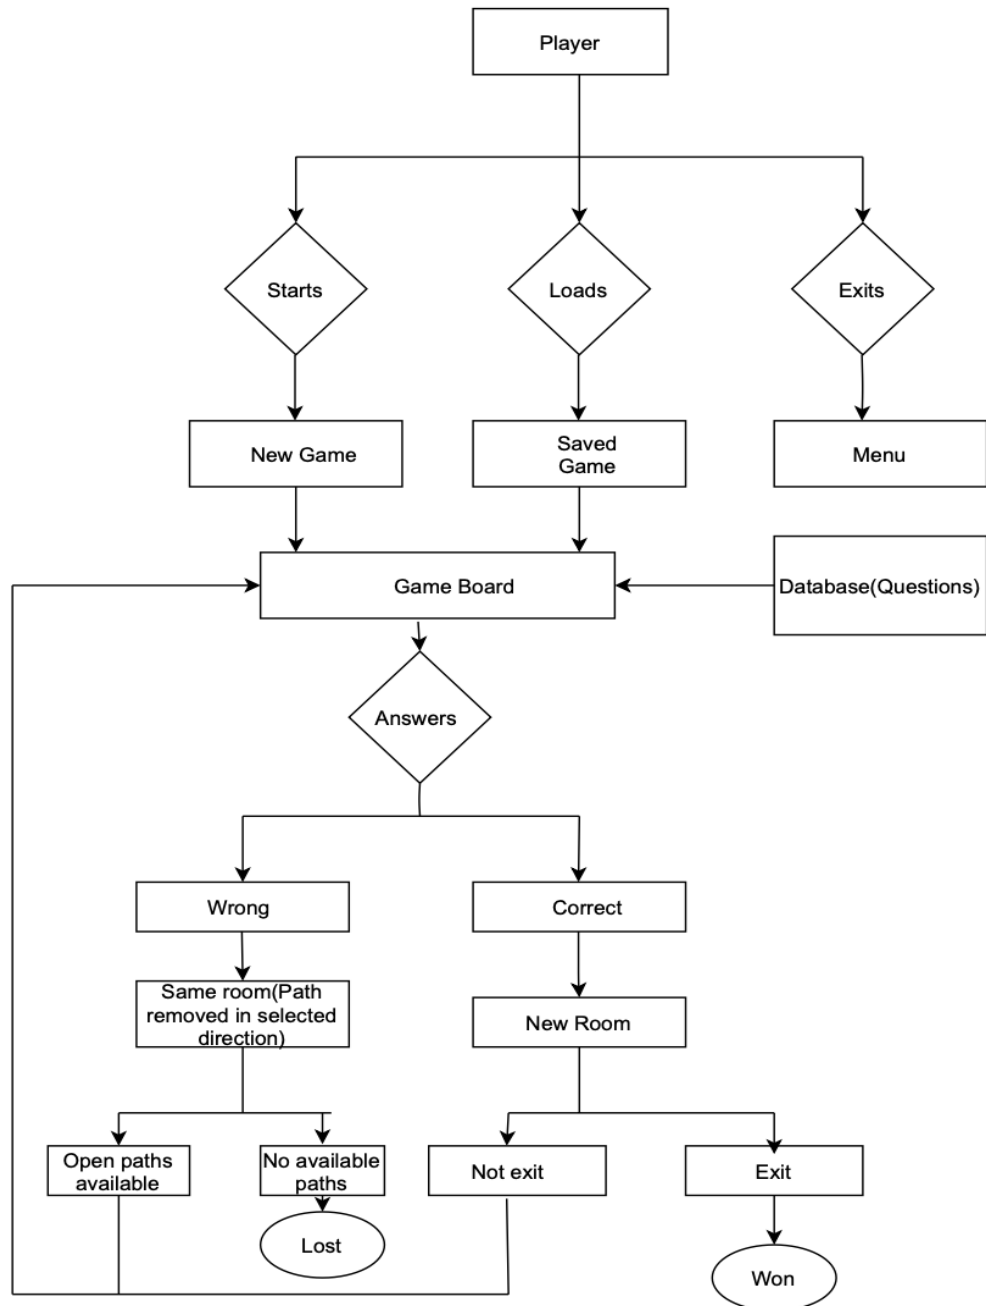 Player
Starts
Loads
Exits
New Game
Saved
Game
Menu
Game Board
Database(Questions)
Answers
Wrong
Correct
Same room(Path
removed in selected
direction)
New Room
Open paths
available
No available
paths
Not exit
Exit
Lost
Won